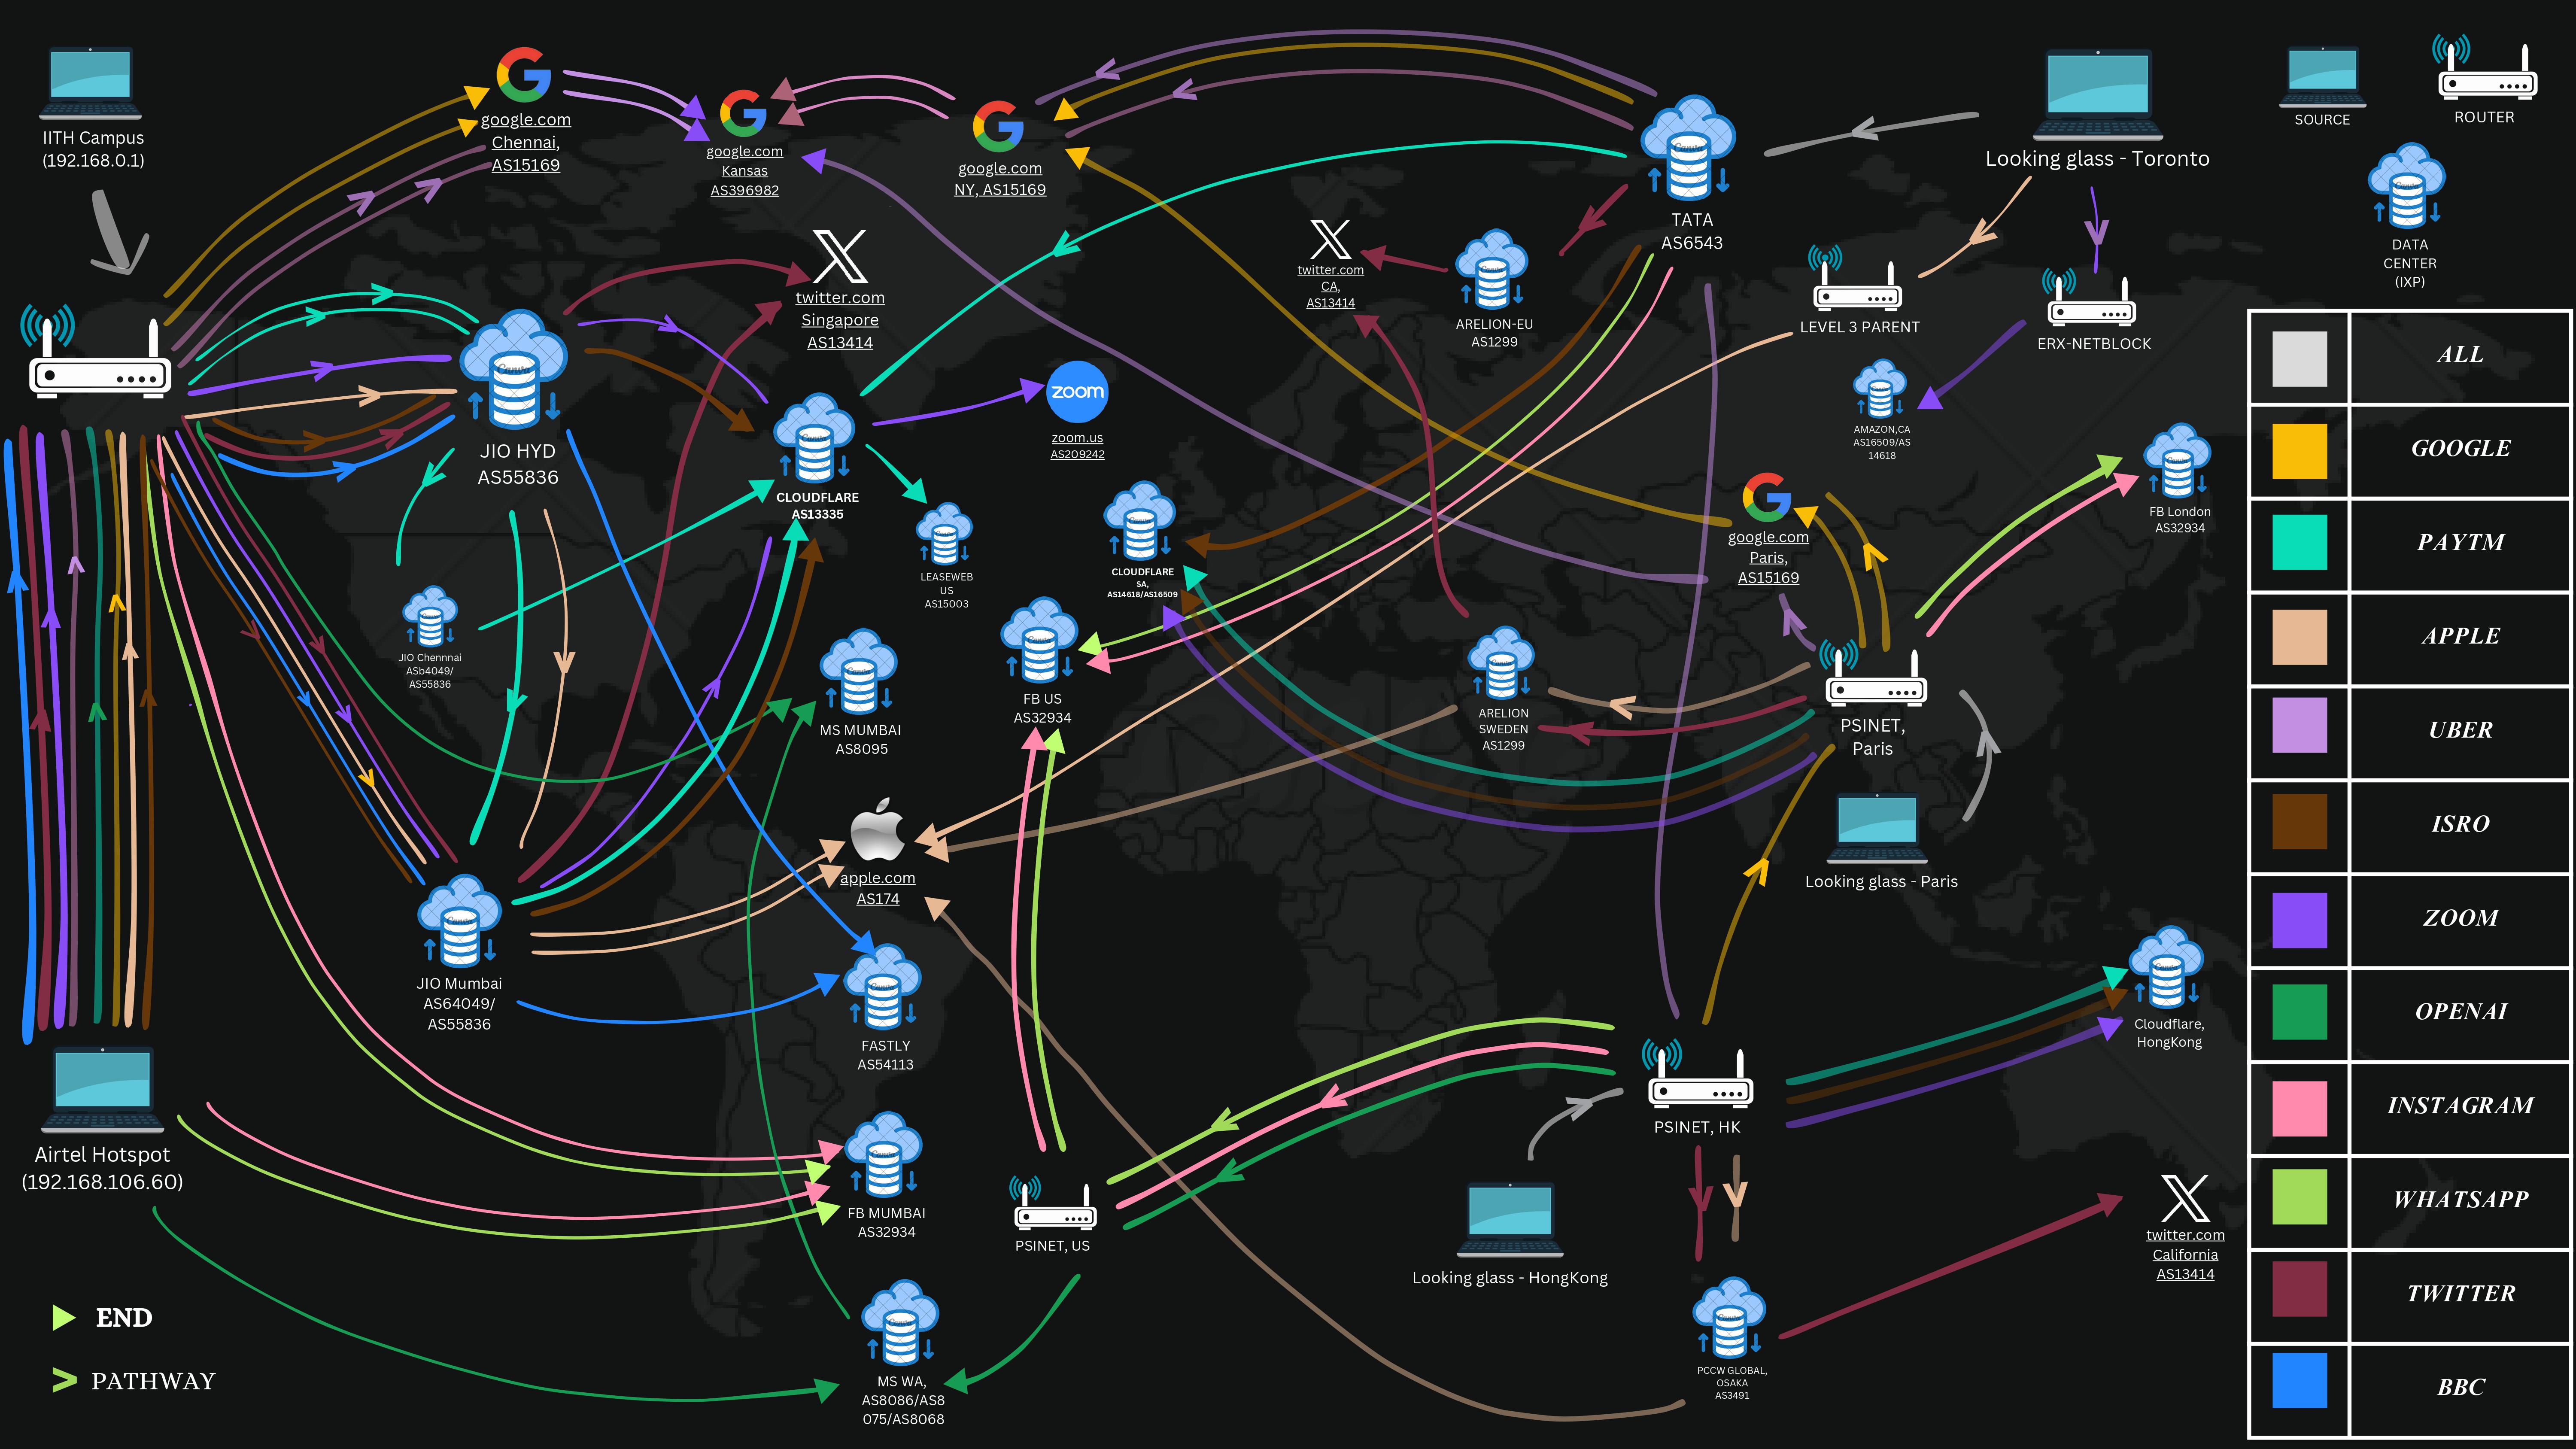 IITH Campus
(192.168.0.1)
google.com
Chennai,
AS15169
google.com
Kansas
AS396982
google.com
NY, AS15169
TATA
AS6543
Looking glass - Toronto
SOURCE
ROUTER
DATA
CENTER
(IXP)
twitter.com
Singapore
AS13414
twitter.com
CA,
AS13414
ARELION-EU
AS1299
LEVEL 3 PARENT
ERX-NETBLOCK
JIO HYD
AS55836
zoom
zoom.us
AS209242
AMAZON,CA
AS16509/AS
14618
CLOUDFLARE
AS13335
LEASEWEB
US
AS15003
CLOUDFLARE
SA,
AS14618/AS16509
google.com
Paris,
AS15169
FB London
AS32934
JIO Chennnai
ASb4049/
AS55836
MS MUMBAI
AS8095
FB US
AS32934
ARELION
SWEDEN
AS1299
PSINET,
Paris
apple.com
AS174
Looking glass - Paris
JIO Mumbai
AS64049/
AS55836
FASTLY
AS54113
Cloudflare,
HongKong
Airtel Hotspot
(192.168.106.60)
FB MUMBAI
AS32934
PSINET, US
PSINET, HK
Looking glass - HongKong
twitter.com
California
AS13414
MS WA,
AS8086/AS8
075/AS8068
PCCW GLOBAL,
OSAKA
AS3491
END
PATHWAY
ALL
GOOGLE
PAYTM
APPLE
UBER
ISRO
ZOOM
OPENAI
INSTAGRAM
WHATSAPP
TWITTER
BBC